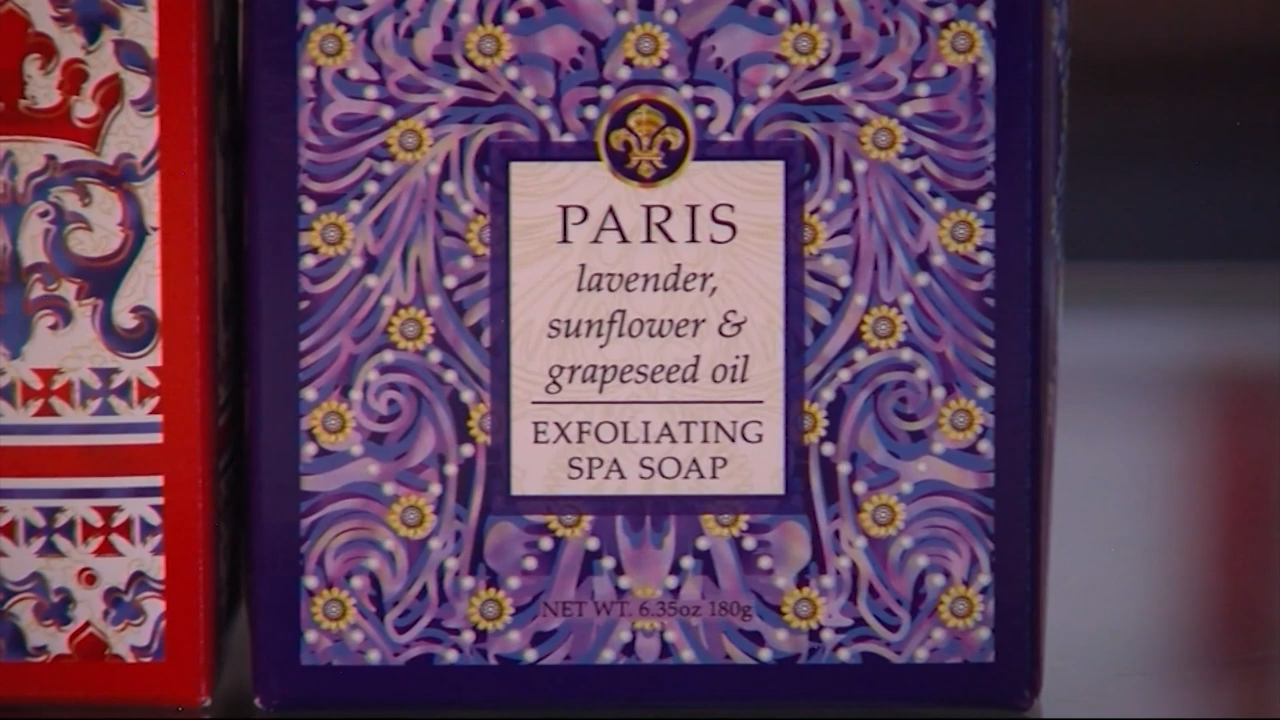 PARIS
lavender,
sunflower &
grapeseed oil
EXFOLIATING
SPA SOAP
NET WT. 6.35oz 180g